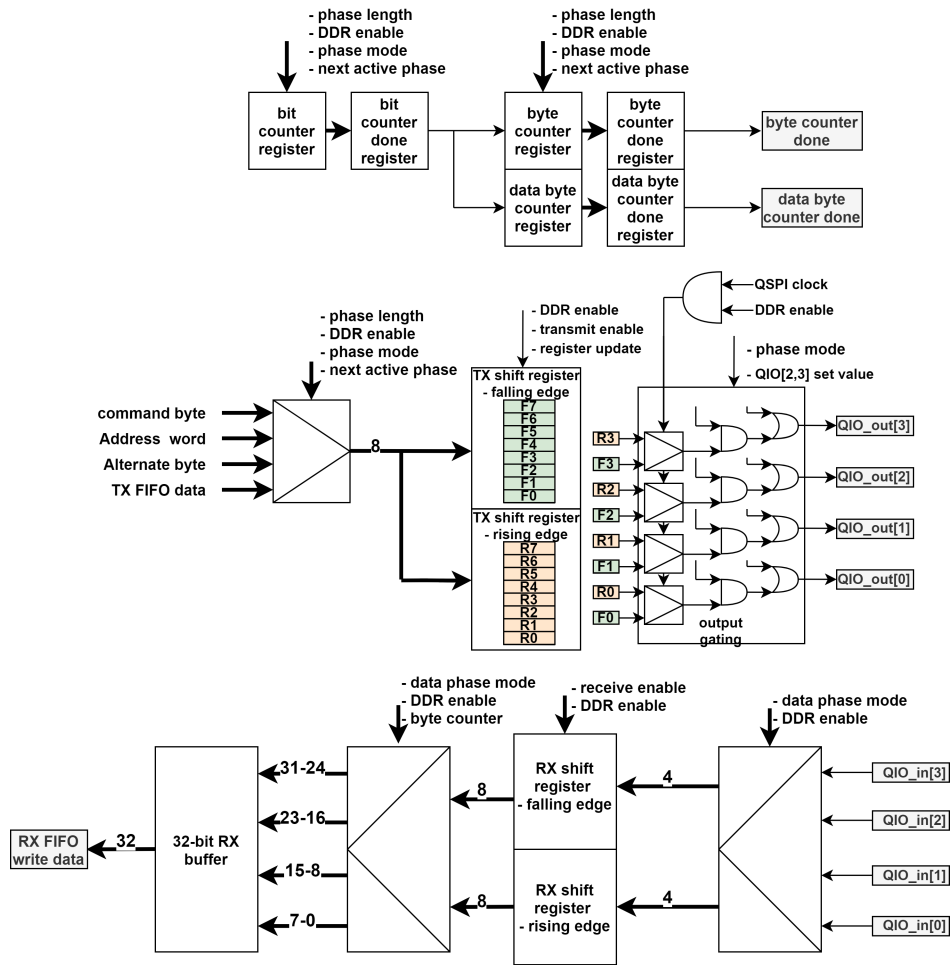 - phase length
- DDR enable
- phase mode
- next active phase
- phase length
- DDR enable
- phase mode
- next active phase
bit
counter
register
bit
counter
done
register
byte
counter
register
byte
counter
done
register
byte counter
done
data byte
counter
register
data byte
counter
done
register
data byte
counter done
QSPI clock
DDR enable
- phase length
- DDR enable
- phase mode
- next active phase
- DDR enable
- transmit enable
- register update
- phase mode
- QIO[2,3] set value
command byte
Address word
Alternate byte
TX FIFO data
8
TX shift register
- falling edge
F7
F6
F5
F4
F3
F2
F1
F0
TX shift register
- rising edge
R7
R6
R5
R4
R3
R2
R1
R0
R3
F3
R2
F2
R1
F1
R0
F0
output
gating
QIO_out[3]
QIO_out[2]
QIO_out[1]
QIO_out[0]
- data phase mode
- DDR enable
- byte counter
- receive enable
- DDR enable
- data phase mode
- DDR enable
RX FIFO
write data
32
32-bit RX
buffer
31-24
23-16
15-8
7-0
8
8
RX shift
register
- falling edge
RX shift
register
- rising edge
4
4
QIO_in[3]
QIO_in[2]
QIO_in[1]
QIO_in[0]